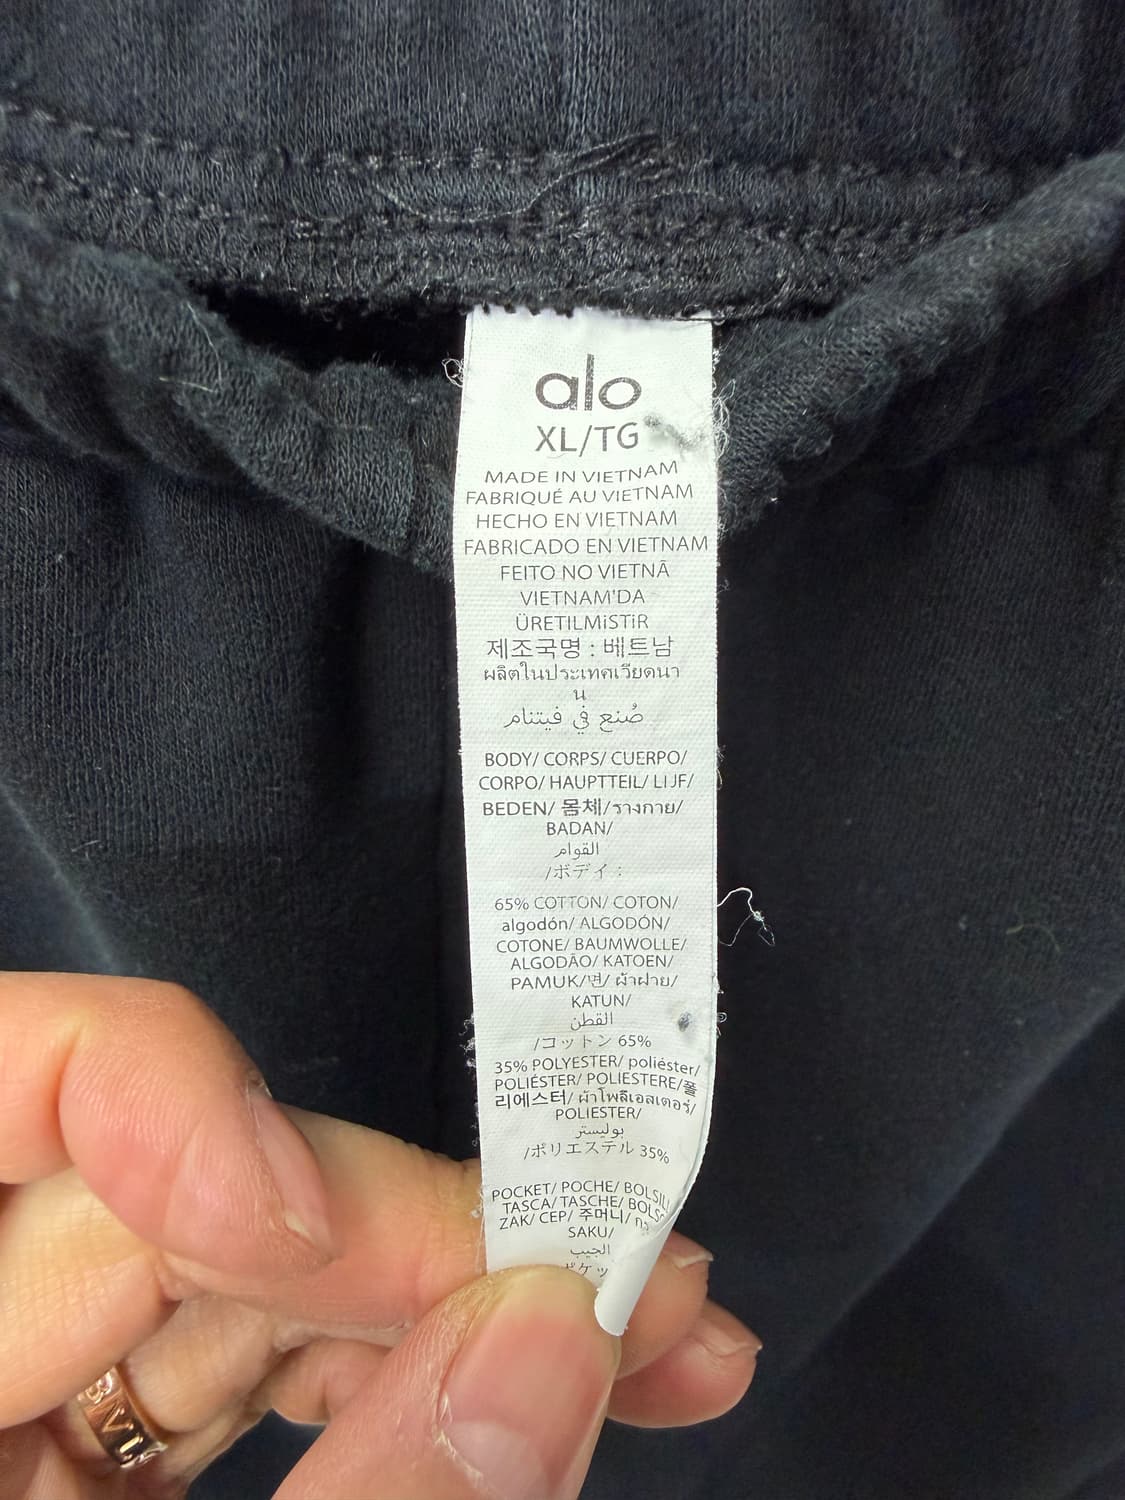 alo
XL/TG
MADE IN VIETNAM
FABRIQUÉ AU VIETNAM
HECHO EN VIETNAM
FABRICADO EN VIETNAM
FEITO NO VIETNÃ
VIETNAM'DA
ÜRETILMiSTiR
제조국명 : 베트남
ผลิตในประเทศเวียดนา
น
صُنع في فيتنام
BODY/ CORPS/ CUERPO/
CORPO/ HAUPTTEIL/ LIJF/
BEDEN/ 몸체/รางกาย/
BADAN/
القوام
/ボディ :
65% COTTON/ COTON/
algodón/ ALGODÓN/
COTONE/ BAUMWOLLE/
ALGODÃO/ KATOEN/
PAMUK/면/ ผ้าฝ้าย/
KATUN/
القطن
/コットン 65%
35% POLYESTER/ poliéster/
POLIÉSTER/ POLIESTERE/폴
리에스터/ ผ้าโพลีเอสเตอร์/
POLIESTER/
بوليستر
/ポリエステル 35%
POCKET/ POCHE/
TASCA/ TASCHE/
ZAK/ CEP/ 주머니/
SAKU/
الجيب
BVL